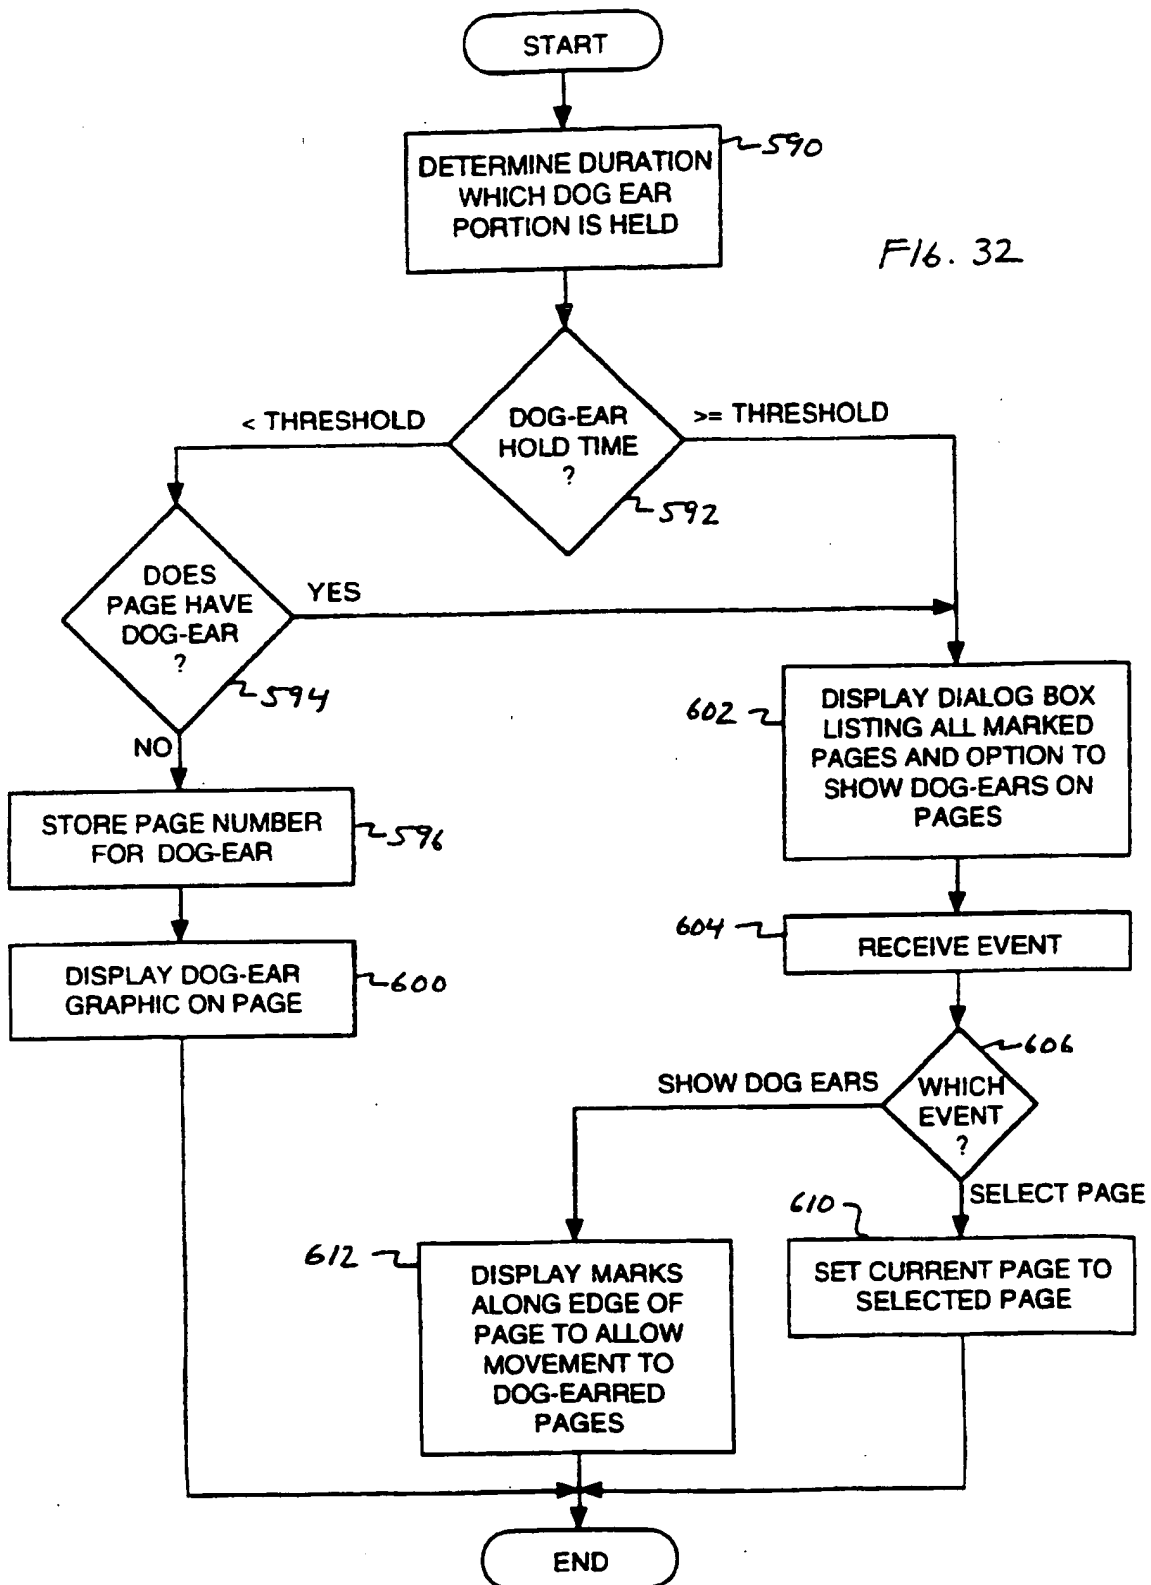 START
DETERMINE DURATION
WHICH DOG EAR
PORTION IS HELD
590
FIG. 32
DOG-EAR
HOLD TIME
?
592
< THRESHOLD
>= THRESHOLD
DOES
PAGE HAVE
DOG-EAR
?
594
YES
NO
STORE PAGE NUMBER
FOR DOG-EAR
596
DISPLAY DOG-EAR
GRAPHIC ON PAGE
600
602
DISPLAY DIALOG BOX
LISTING ALL MARKED
PAGES AND OPTION TO
SHOW DOG-EARS ON
PAGES
604
RECEIVE EVENT
606
WHICH
EVENT
?
SHOW DOG EARS
SELECT PAGE
610
SET CURRENT PAGE TO
SELECTED PAGE
612
DISPLAY MARKS
ALONG EDGE OF
PAGE TO ALLOW
MOVEMENT TO
DOG-EARRED
PAGES
END